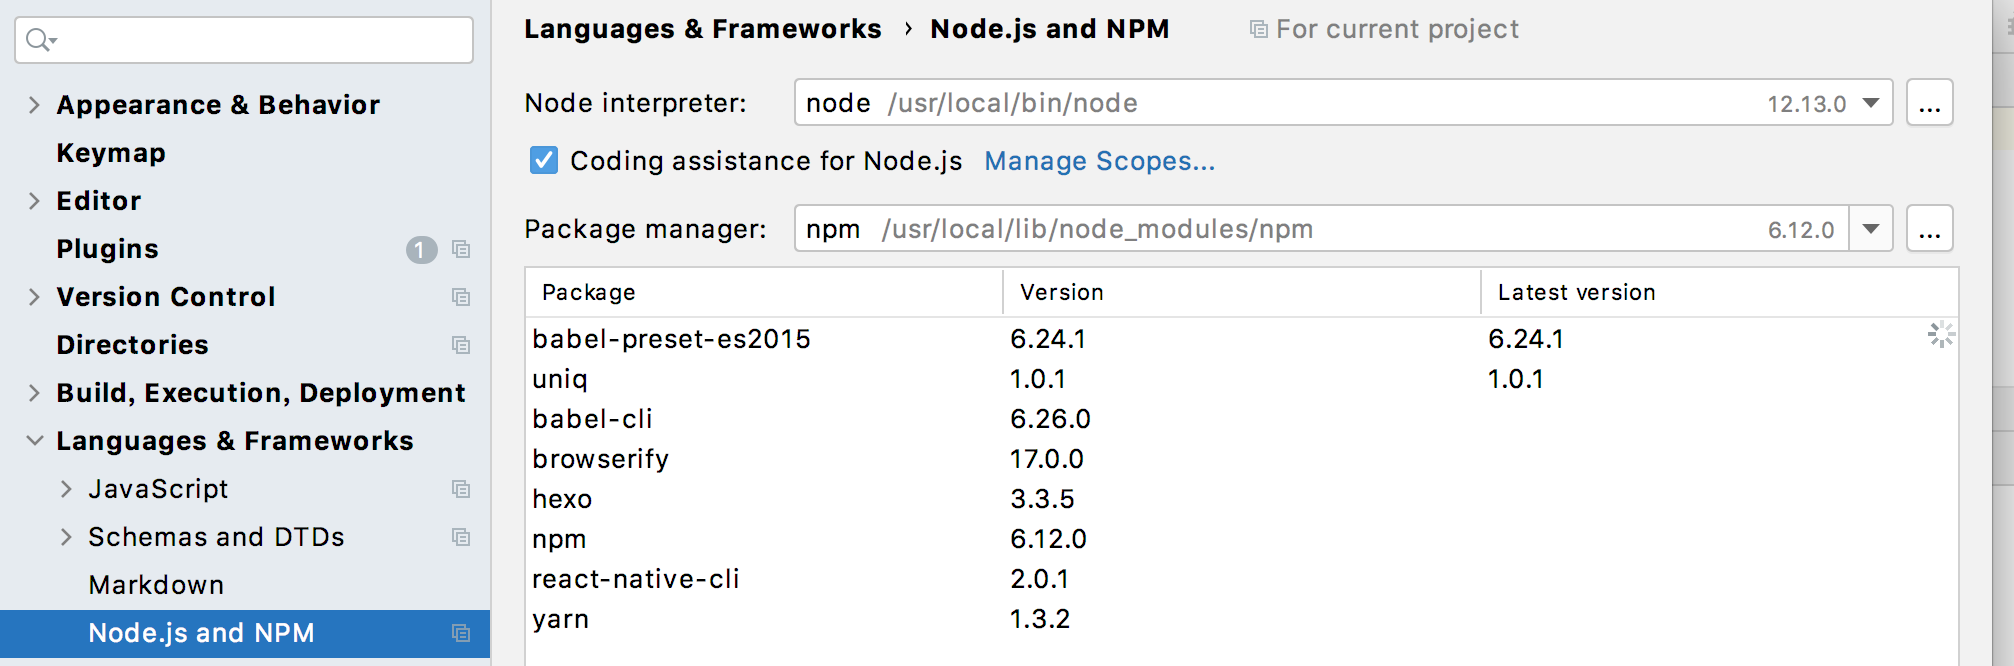 Appearance & Behavior
Keymap
Editor
Plugins 1
Version Control
Directories
Build, Execution, Deployment
Languages & Frameworks
JavaScript
Schemas and DTDs
Markdown
Node.js and NPM
Languages & Frameworks › Node.js and NPM For current project
Node interpreter: node /usr/local/bin/node 12.13.0 ...
Coding assistance for Node.js Manage Scopes...
Package manager: npm /usr/local/lib/node_modules/npm 6.12.0 ...
Package Version Latest version
babel-preset-es2015 6.24.1 6.24.1
uniq 1.0.1 1.0.1
babel-cli 6.26.0
browserify 17.0.0
hexo 3.3.5
npm 6.12.0
react-native-cli 2.0.1
yarn 1.3.2